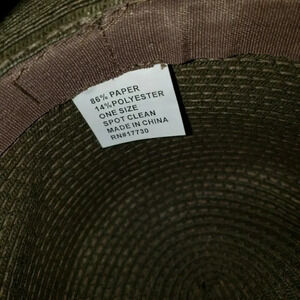 86% PAPER
14%POLYESTER
ONE SIZE
SPOT CLEAN
MADE IN CHINA
RN#17730